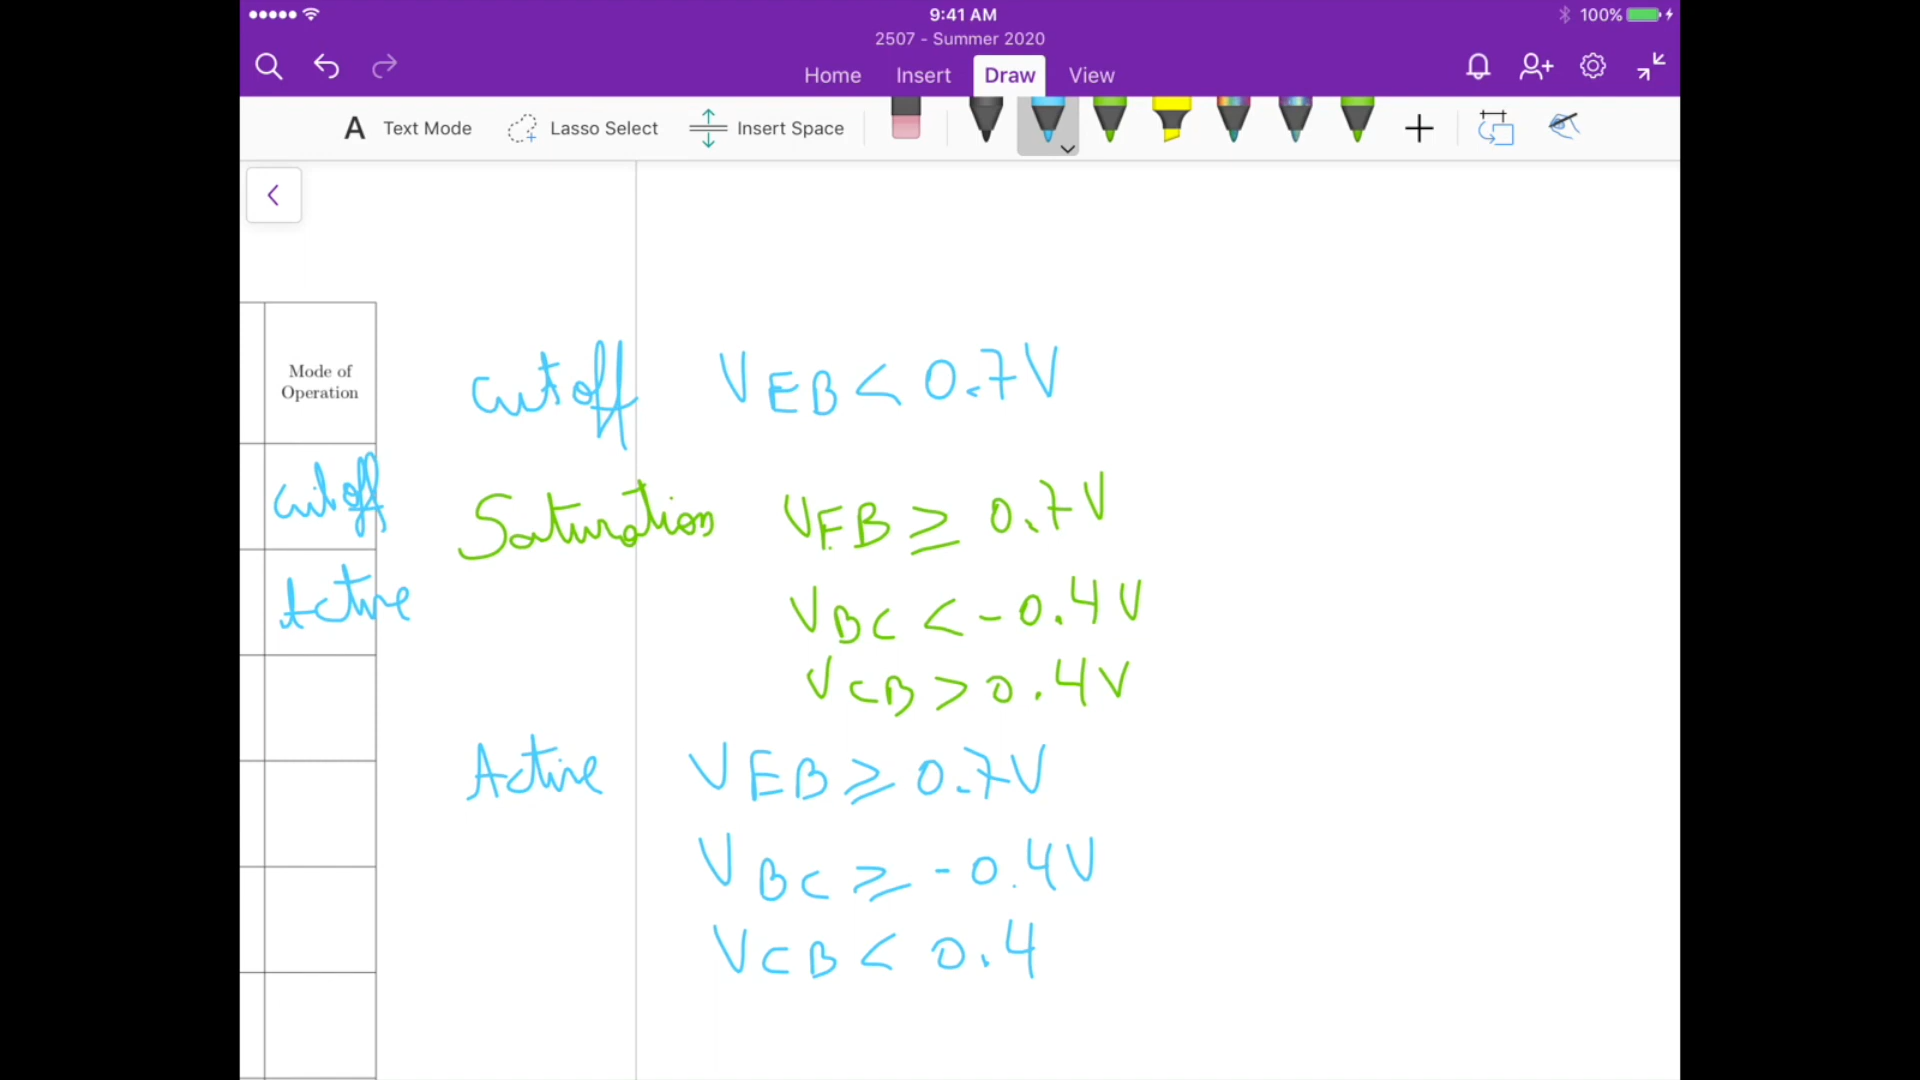 9:41 AM
100%
2507 - Summer 2020
Home Insert Draw View
A Text Mode Lasso Select Insert Space
Mode of
Operation
Cutoff
Active
Cutoff VEB < 0.7V
Saturation VEB ≥ 0.7V
VBC < -0.4V
VCB > 0.4V
Active VEB ≥ 0.7V
VBC ≥ -0.4V
VCB < 0.4